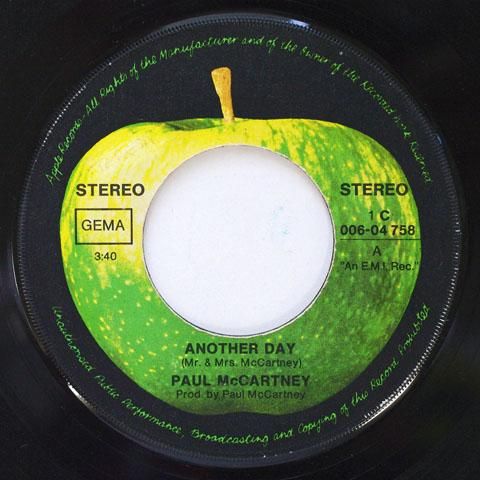 Apple Records - All Rights of the Manufacturer and of the Owner of the Recorded Work Reserved
STEREO
STEREO
GEMA
1 C
006-04 758
3:40
A
"An E.M.I. Rec."
ANOTHER DAY
(Mr. & Mrs. McCartney)
PAUL McCARTNEY
Prod. by Paul McCartney
Unauthorised Public Performance, Broadcasting and Copying of this Record Prohibited